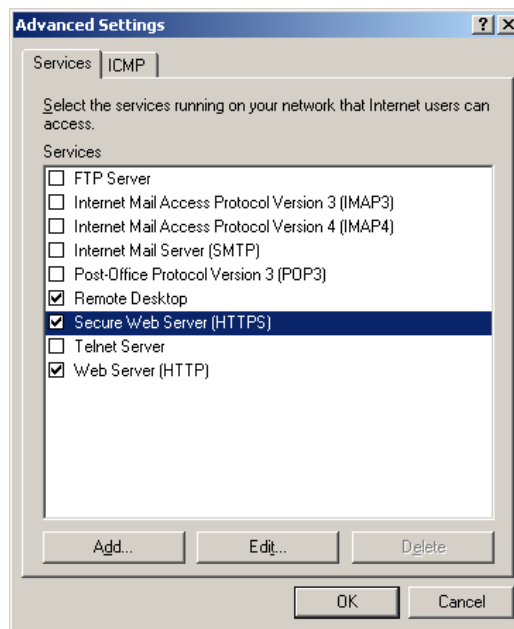 Advanced Settings
Services
ICMP
Select the services running on your network that Internet users can
access.
Services
FTP Server
Internet Mail Access Protocol Version 3 (IMAP3)
Internet Mail Access Protocol Version 4 (IMAP4)
Internet Mail Server (SMTP)
Post-Office Protocol Version 3 (POP3)
Remote Desktop
Secure Web Server (HTTPS)
Telnet Server
Web Server (HTTP)
Add...
Edit...
Delete
OK
Cancel